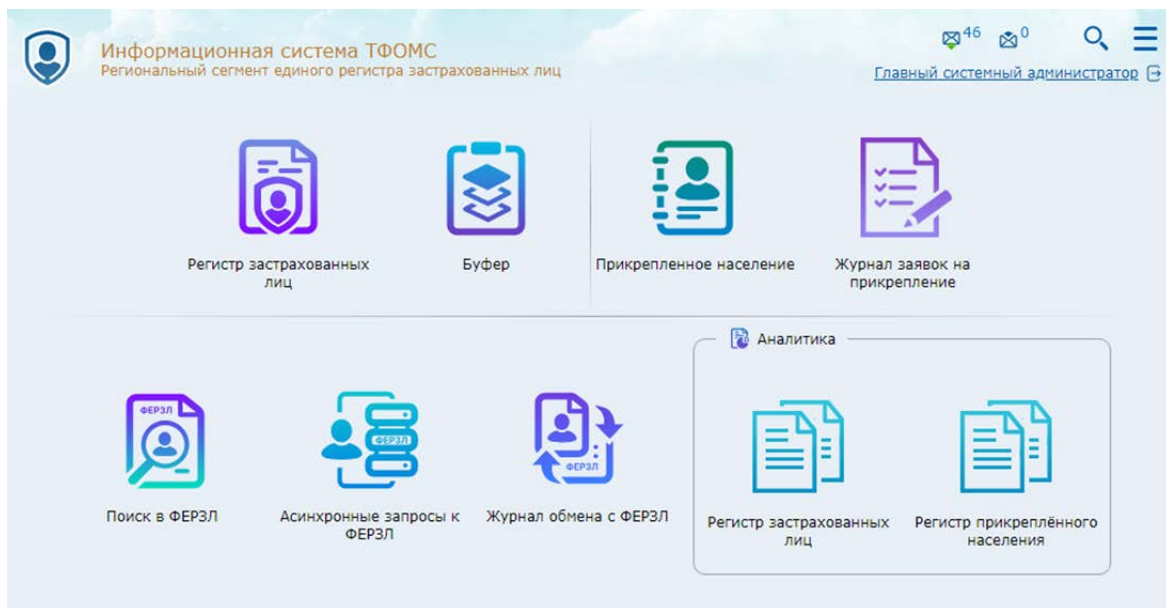 Информационная система ТФОМС
Региональный сегмент единого регистра застрахованных лиц
46
0
Главный системный администратор
Регистр застрахованных
лиц
Буфер
Прикрепленное население
Журнал заявок на
прикрепление
Аналитика
ФЕРЗЛ
ФЕРЗЛ
ФЕРЗЛ
Поиск в ФЕРЗЛ
Асинхронные запросы к
ФЕРЗЛ
Журнал обмена с ФЕРЗЛ
Регистр застрахованных
лиц
Регистр прикреплённого
населения